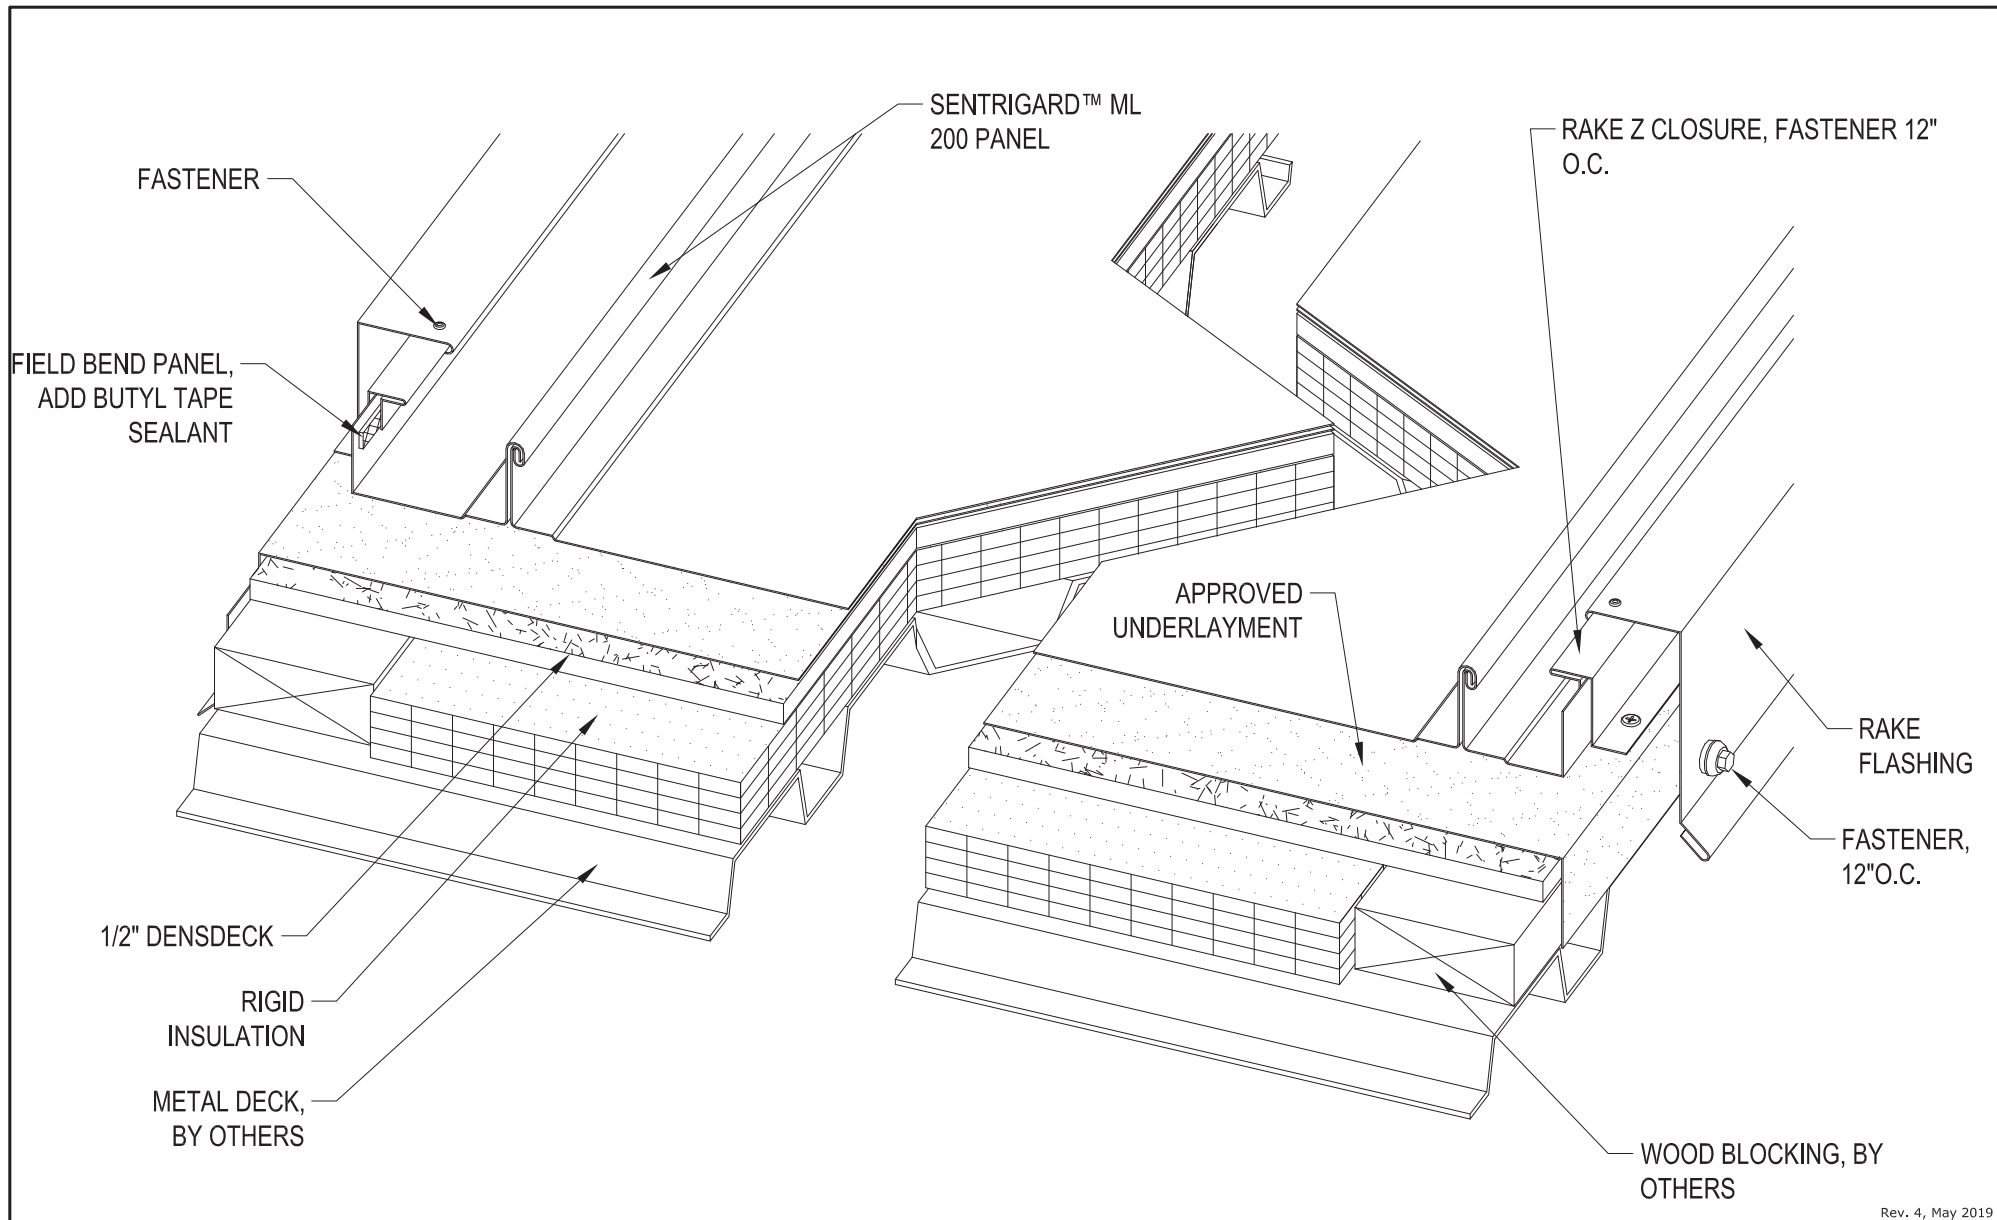 SENTRIGARD™ ML
200 PANEL
RAKE Z CLOSURE, FASTENER 12"
O.C.
FASTENER
FIELD BEND PANEL,
ADD BUTYL TAPE
SEALANT
APPROVED
UNDERLAYMENT
RAKE
FLASHING
FASTENER,
12"O.C.
1/2" DENSDECK
RIGID
INSULATION
METAL DECK,
BY OTHERS
WOOD BLOCKING, BY
OTHERS
Rev. 4, May 2019